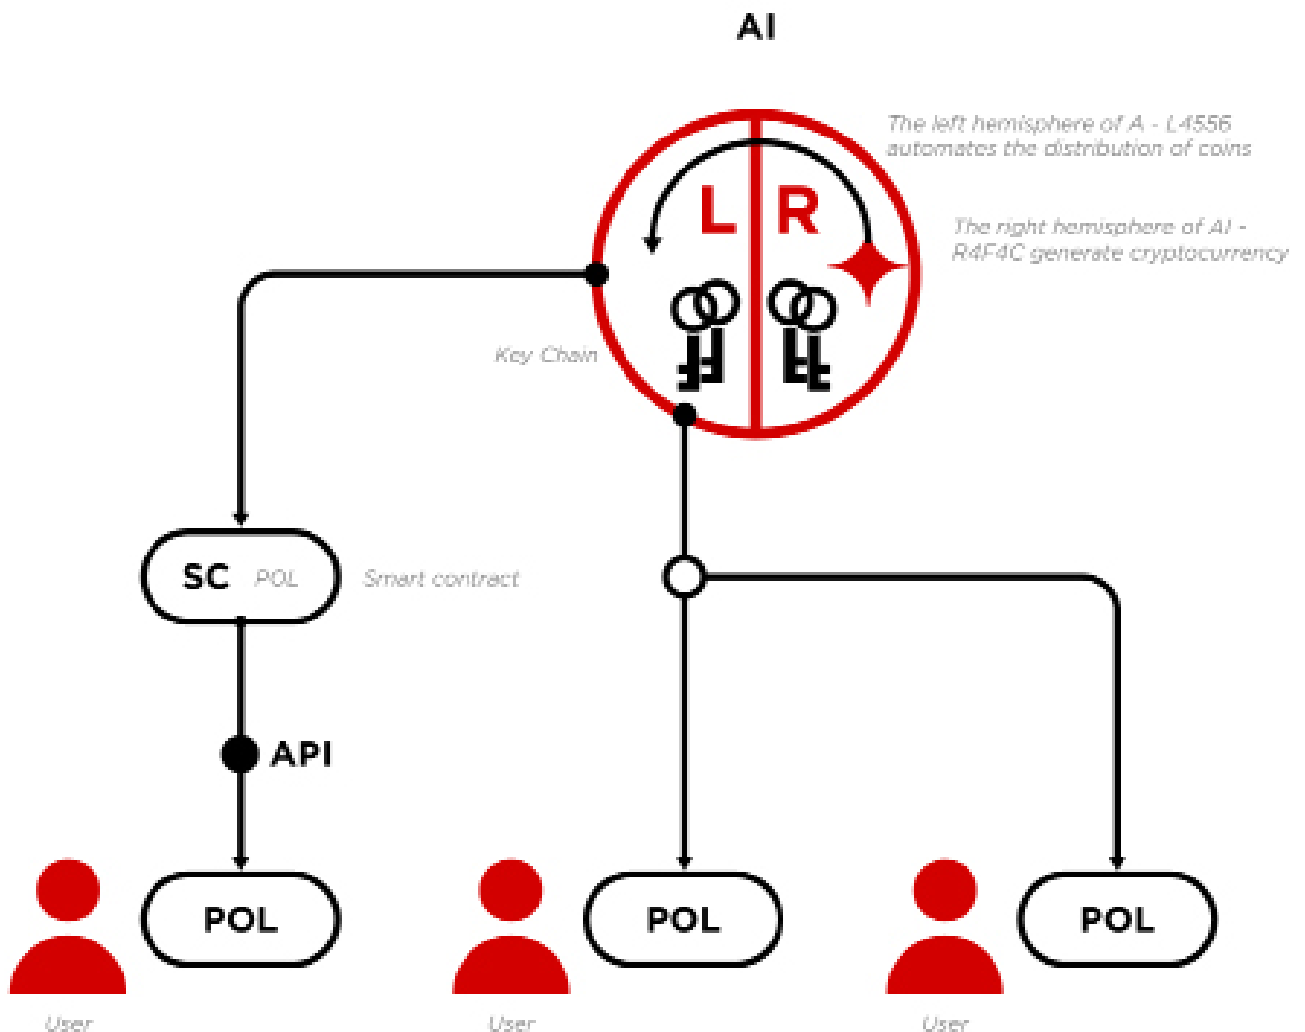 AI
The left hemisphere of A - L4556
automates the distribution of coins
L R
The right hemisphere of AI -
R4F4C generate cryptocurrency
Key Chain
SC POL
Smart contract
API
POL
POL
POL
User
User
User